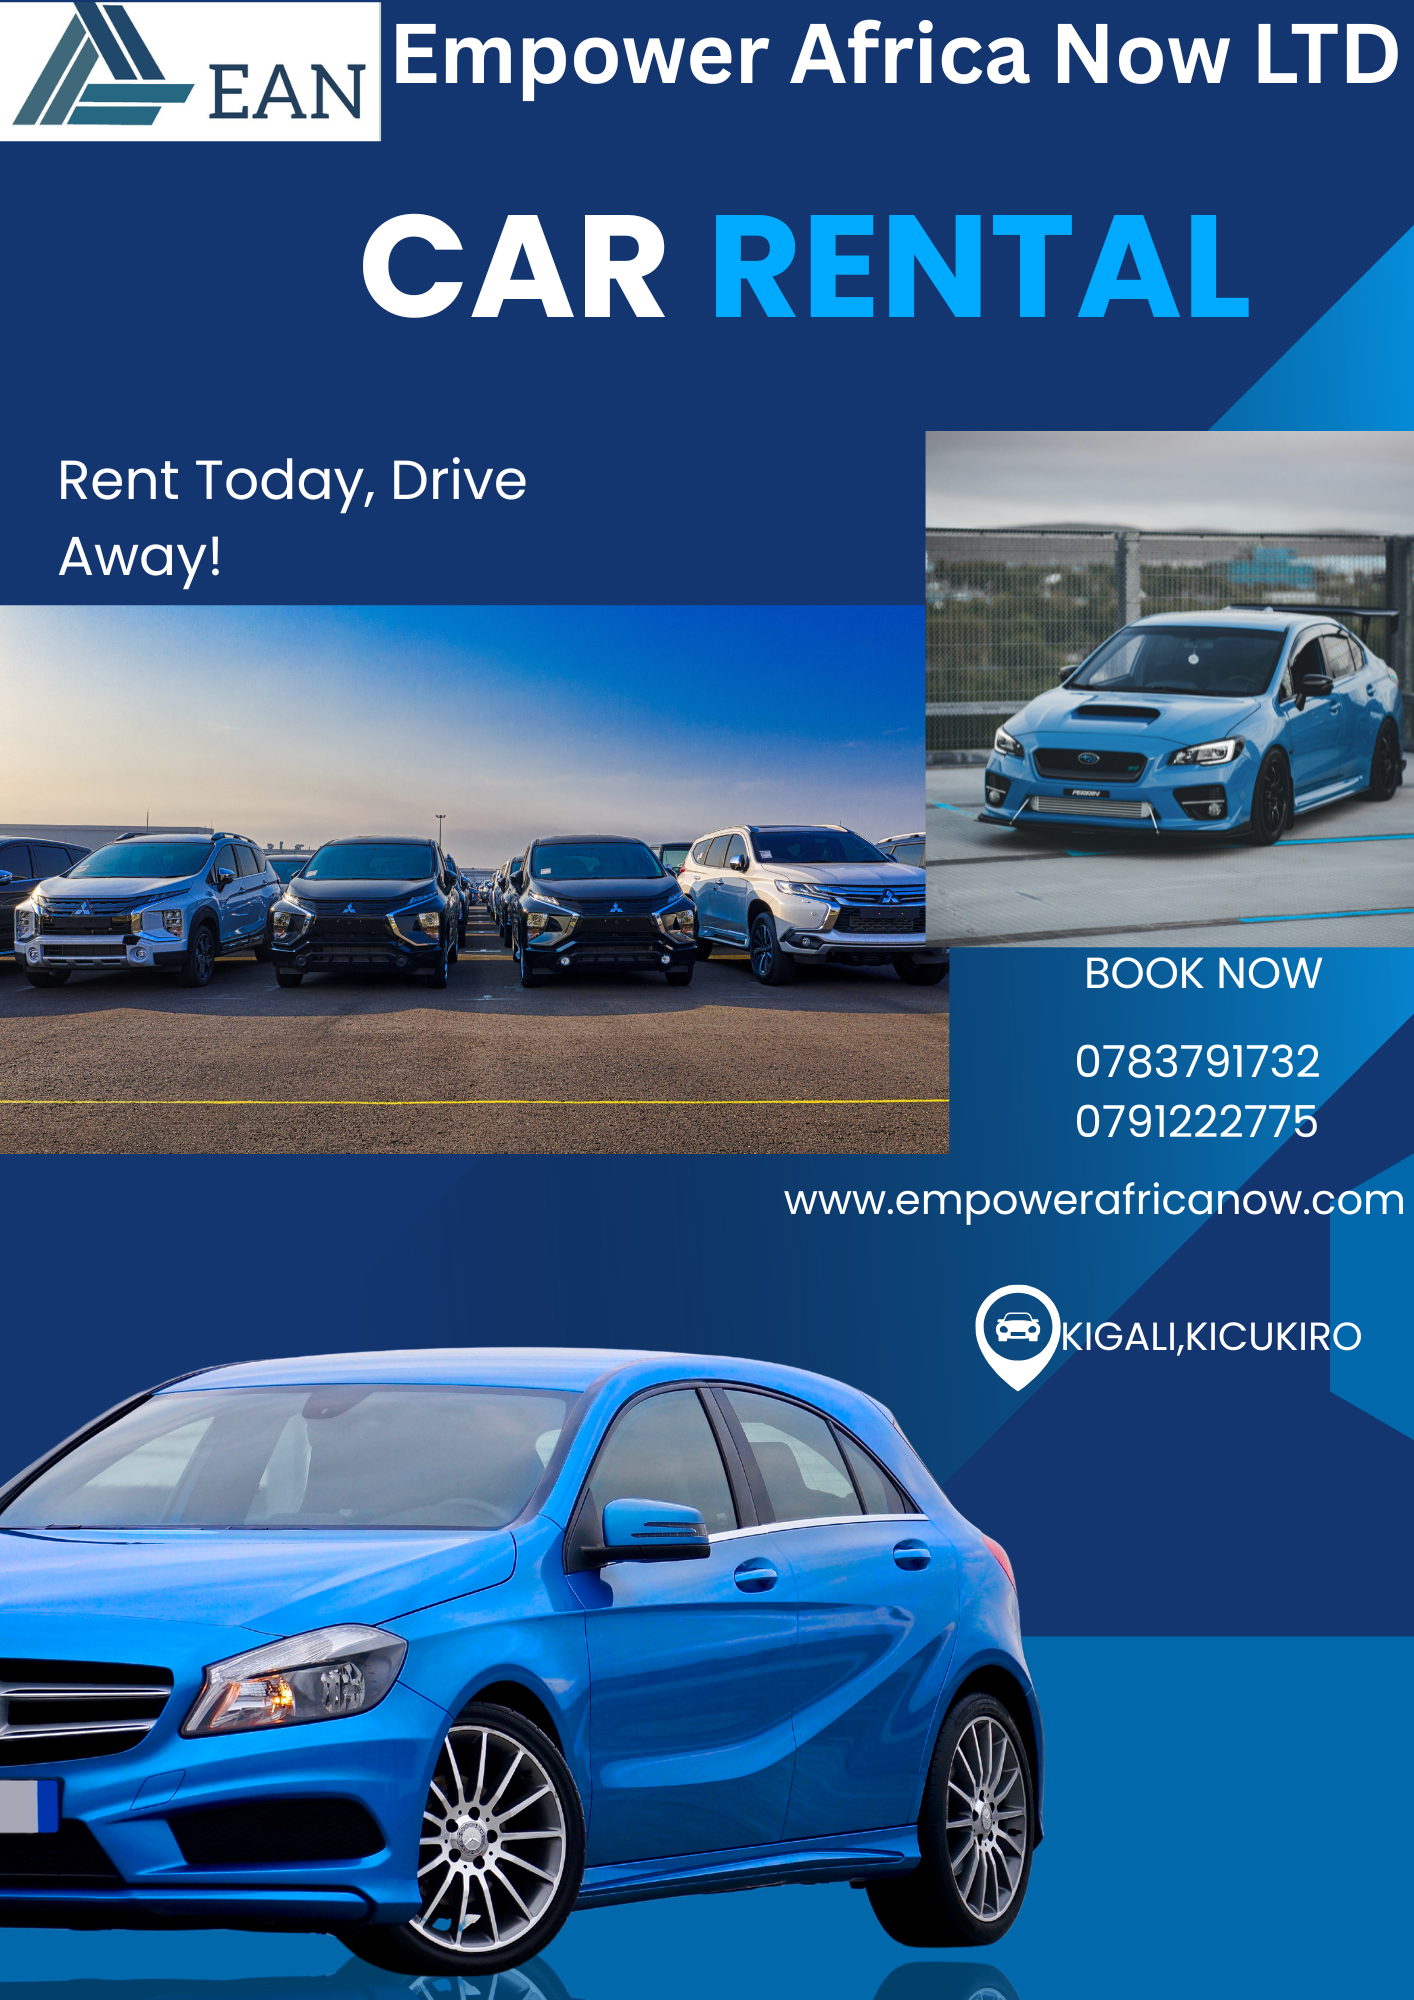 EAN
Empower Africa Now LTD
CAR RENTAL
Rent Today, Drive
Away!
PERRIN
BOOK NOW
0783791732
0791222775
www.empowerafricanow.com
KIGALI,KICUKIRO